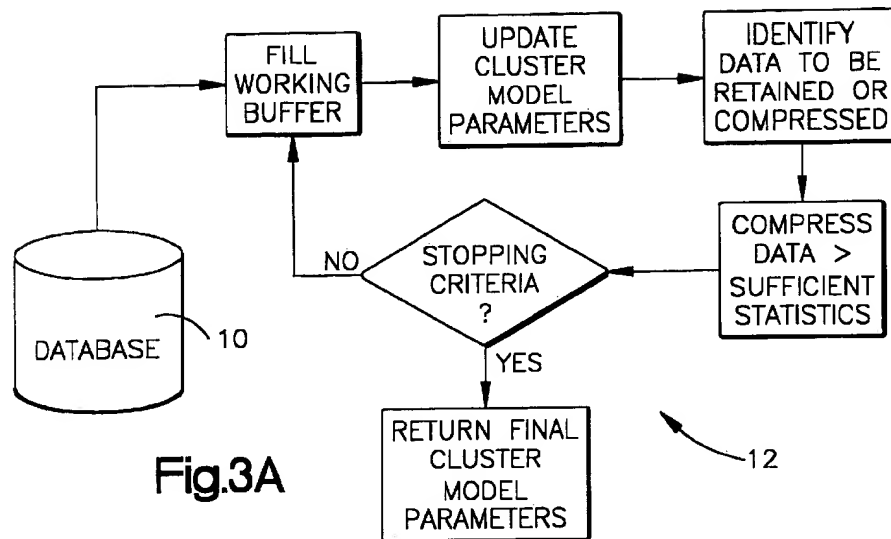 FILL
WORKING
BUFFER
UPDATE
CLUSTER
MODEL
PARAMETERS
IDENTIFY
DATA TO BE
RETAINED OR
COMPRESSED
COMPRESS
DATA >
SUFFICIENT
STATISTICS
STOPPING
CRITERIA
?
NO
YES
DATABASE
10
RETURN FINAL
CLUSTER
MODEL
PARAMETERS
12
Fig.3A